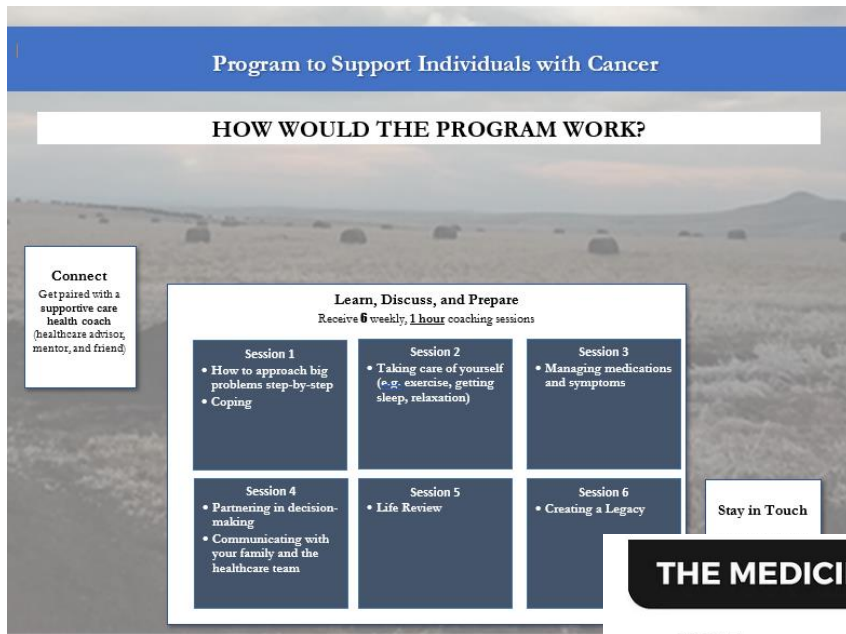 Program to Support Individuals with Cancer
HOW WOULD THE PROGRAM WORK?
Connect
Get paired with a
supportive care
health coach
(healthcare advisor,
mentor, and friend)
Learn, Discuss, and Prepare
Receive 6 weekly, 1 hour coaching sessions
Session 1
• How to approach big
problems step-by-step
• Coping
Session 2
• Taking care of yourself
(e.g. exercise, getting
sleep, relaxation)
Session 3
• Managing medications
and symptoms
Session 4
• Partnering in decision-
making
• Communicating with
your family and the
healthcare team
Session 5
• Life Review
Session 6
• Creating a Legacy
Stay in Touch
THE MEDICI